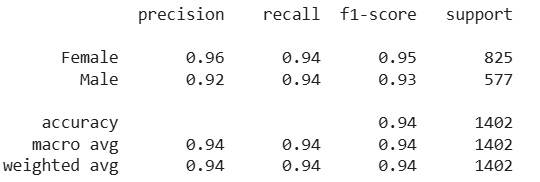 precision recall f1-score support
Female 0.96 0.94 0.95 825
Male 0.92 0.94 0.93 577
accuracy 0.94 1402
macro avg 0.94 0.94 0.94 1402
weighted avg 0.94 0.94 0.94 1402